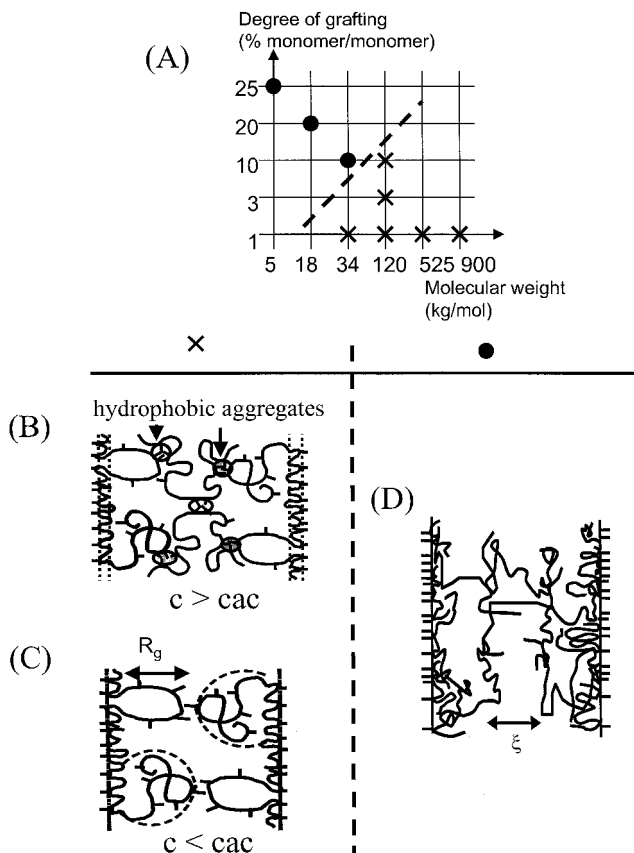 Degree of grafting
(% monomer/monomer)
(A)
25
20
10
3
1
5 18 34 120 525 900
Molecular weight
(kg/mol)
hydrophobic aggregates
(B)
(D)
c > cac
(C)
Rg
ξ
c < cac